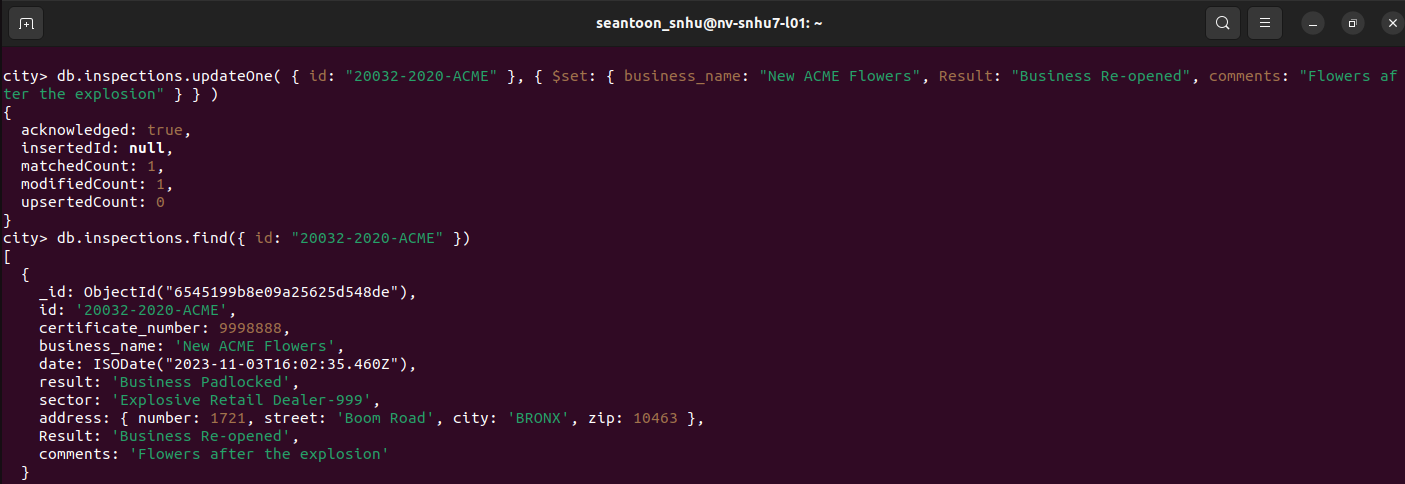 seantoon_snhu@nv-snhu7-l01: ~
city> db.inspections.updateOne( { id: "20032-2020-ACME" }, { $set: { business_name: "New ACME Flowers", Result: "Business Re-opened", comments: "Flowers af
ter the explosion" } } )
{
  acknowledged: true,
  insertedId: null,
  matchedCount: 1,
  modifiedCount: 1,
  upsertedCount: 0
}
city> db.inspections.find({ id: "20032-2020-ACME" })
[
  {
    _id: ObjectId("6545199b8e09a25625d548de"),
    id: '20032-2020-ACME',
    certificate_number: 9998888,
    business_name: 'New ACME Flowers',
    date: ISODate("2023-11-03T16:02:35.460Z"),
    result: 'Business Padlocked',
    sector: 'Explosive Retail Dealer-999',
    address: { number: 1721, street: 'Boom Road', city: 'BRONX', zip: 10463 },
    Result: 'Business Re-opened',
    comments: 'Flowers after the explosion'
  }